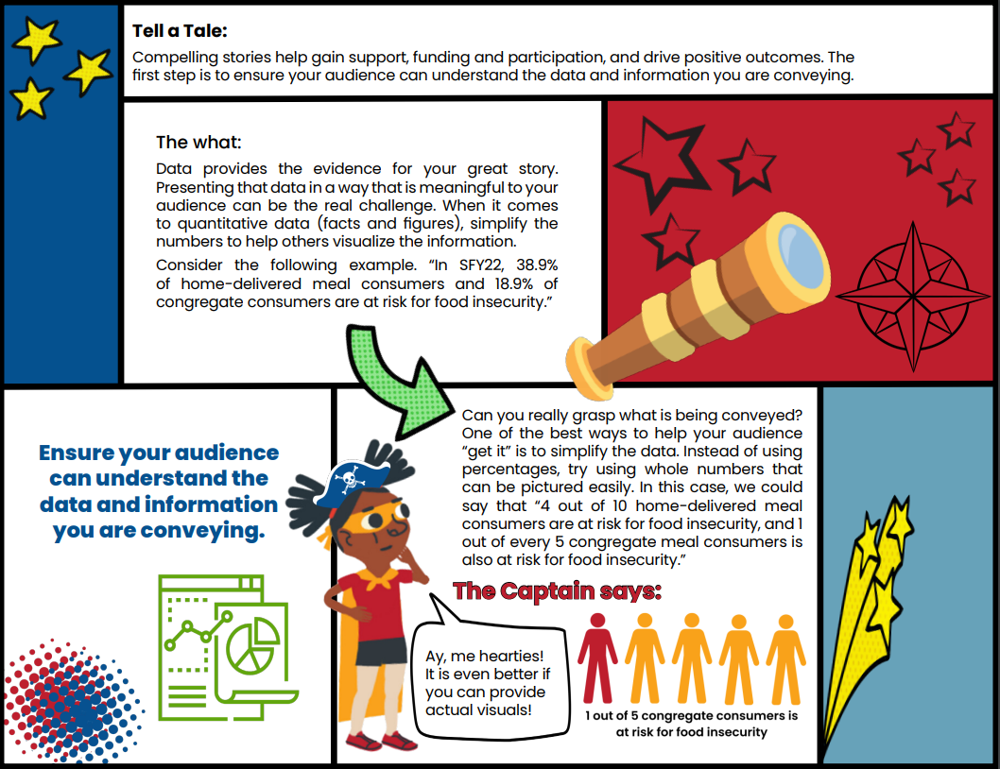 Tell a Tale:
Compelling stories help gain support, funding and participation, and drive positive outcomes. The
first step is to ensure your audience can understand the data and information you are conveying.
The what:
Data provides the evidence for your great story.
Presenting that data in a way that is meaningful to your
audience can be the real challenge. When it comes
to quantitative data (facts and figures), simplify the
numbers to help others visualize the information.
Consider the following example. “In SFY22, 38.9%
of home-delivered meal consumers and 18.9% of
congregate consumers are at risk for food insecurity.”
Ensure your audience
can understand the
data and information
you are conveying.
Can you really grasp what is being conveyed?
One of the best ways to help your audience
“get it” is to simplify the data. Instead of using
percentages, try using whole numbers that
can be pictured easily. In this case, we could
say that “4 out of 10 home-delivered meal
consumers are at risk for food insecurity, and 1
out of every 5 congregate meal consumers is
also at risk for food insecurity.”
The Captain says:
Ay, me hearties!
It is even better if
you can provide
actual visuals!
1 out of 5 congregate consumers is
at risk for food insecurity